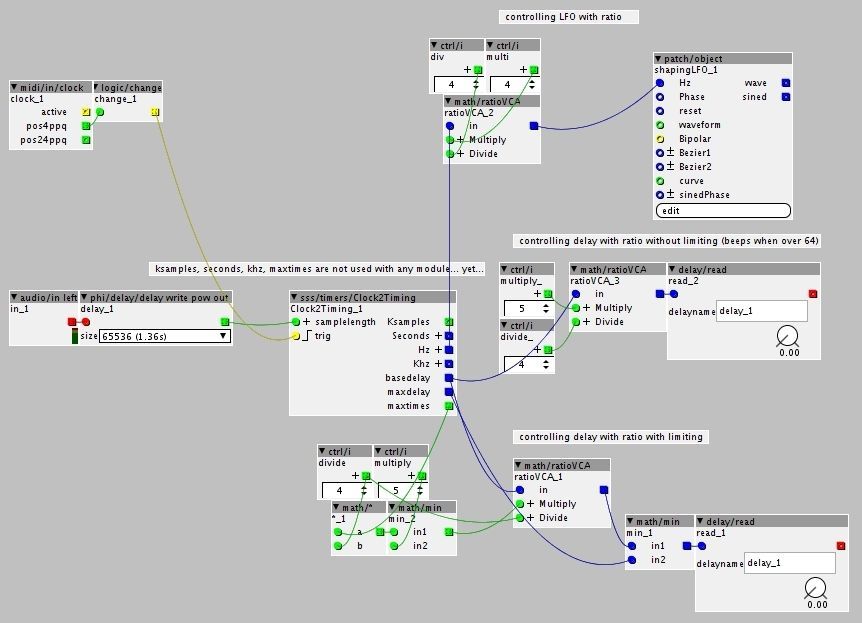 controlling LFO with ratio
ctrl/i
div
+
4
ctrl/i
multi
+
4
math/ratioVCA
ratioVCA_2
in
+ Multiply
+ Divide
patch/object
shapingLFO_1
Hz wave
Phase sined
reset
waveform
Bipolar
± Bezier1
± Bezier2
curve
± sinedPhase
edit
midi/in/clock
clock_1
active
pos4ppq
pos24ppq
logic/change
change_1
controlling delay with ratio without limiting (beeps when over 64)
ksamples, seconds, khz, maxtimes are not used with any module... yet...
ctrl/i
multiply_
+
5
ctrl/i
divide_
+
4
math/ratioVCA
ratioVCA_3
in
+ Multiply
+ Divide
delay/read
read_2
delayname delay_1
0.00
audio/in left
in_1
phi/delay/delay write pow out
delay_1
size 65536 (1.36s)
sss/timers/Clock2Timing
Clock2Timing_1
+ samplelength Ksamples
trig Seconds +
Hz +
Khz +
basedelay
maxdelay
maxtimes
controlling delay with ratio with limiting
ctrl/i
divide
+
4
ctrl/i
multiply
+
5
math/*
*_1
a
b
math/min
min_2
in1
in2
math/ratioVCA
ratioVCA_1
in
+ Multiply
+ Divide
math/min
min_1
in1
in2
delay/read
read_1
delayname delay_1
0.00